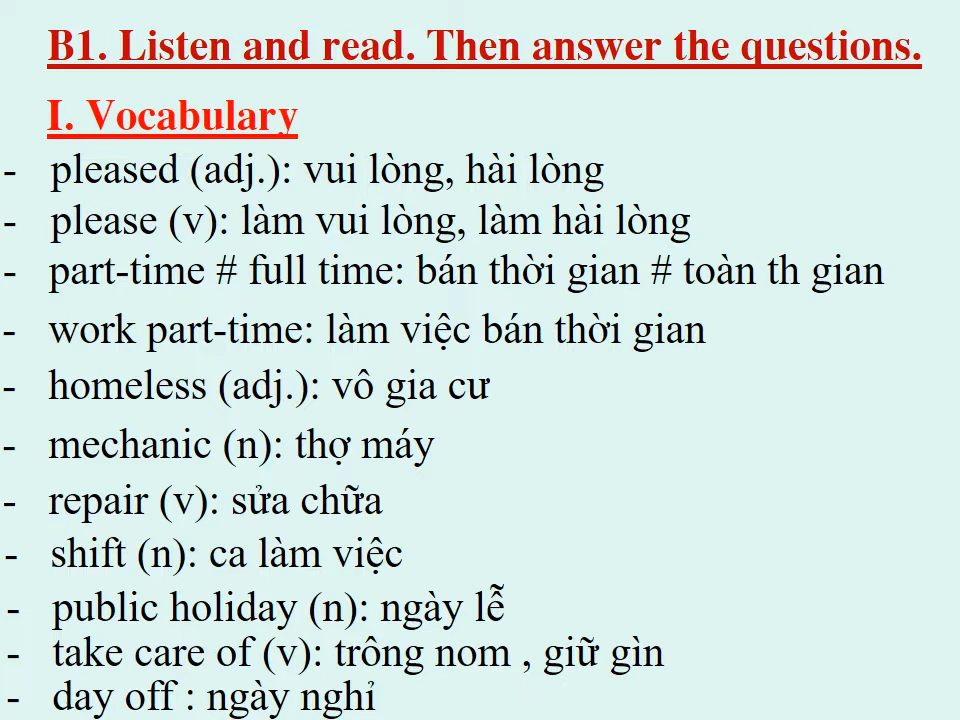 B1. Listen and read. Then answer the questions.
I. Vocabulary
- pleased (adj.): vui lòng, hài lòng
- please (v): làm vui lòng, làm hài lòng
- part-time # full time: bán thời gian # toàn th gian
- work part-time: làm việc bán thời gian
- homeless (adj.): vô gia cư
- mechanic (n): thợ máy
- repair (v): sửa chữa
- shift (n): ca làm việc
- public holiday (n): ngày lễ
- take care of (v): trông nom , giữ gìn
- day off : ngày nghỉ